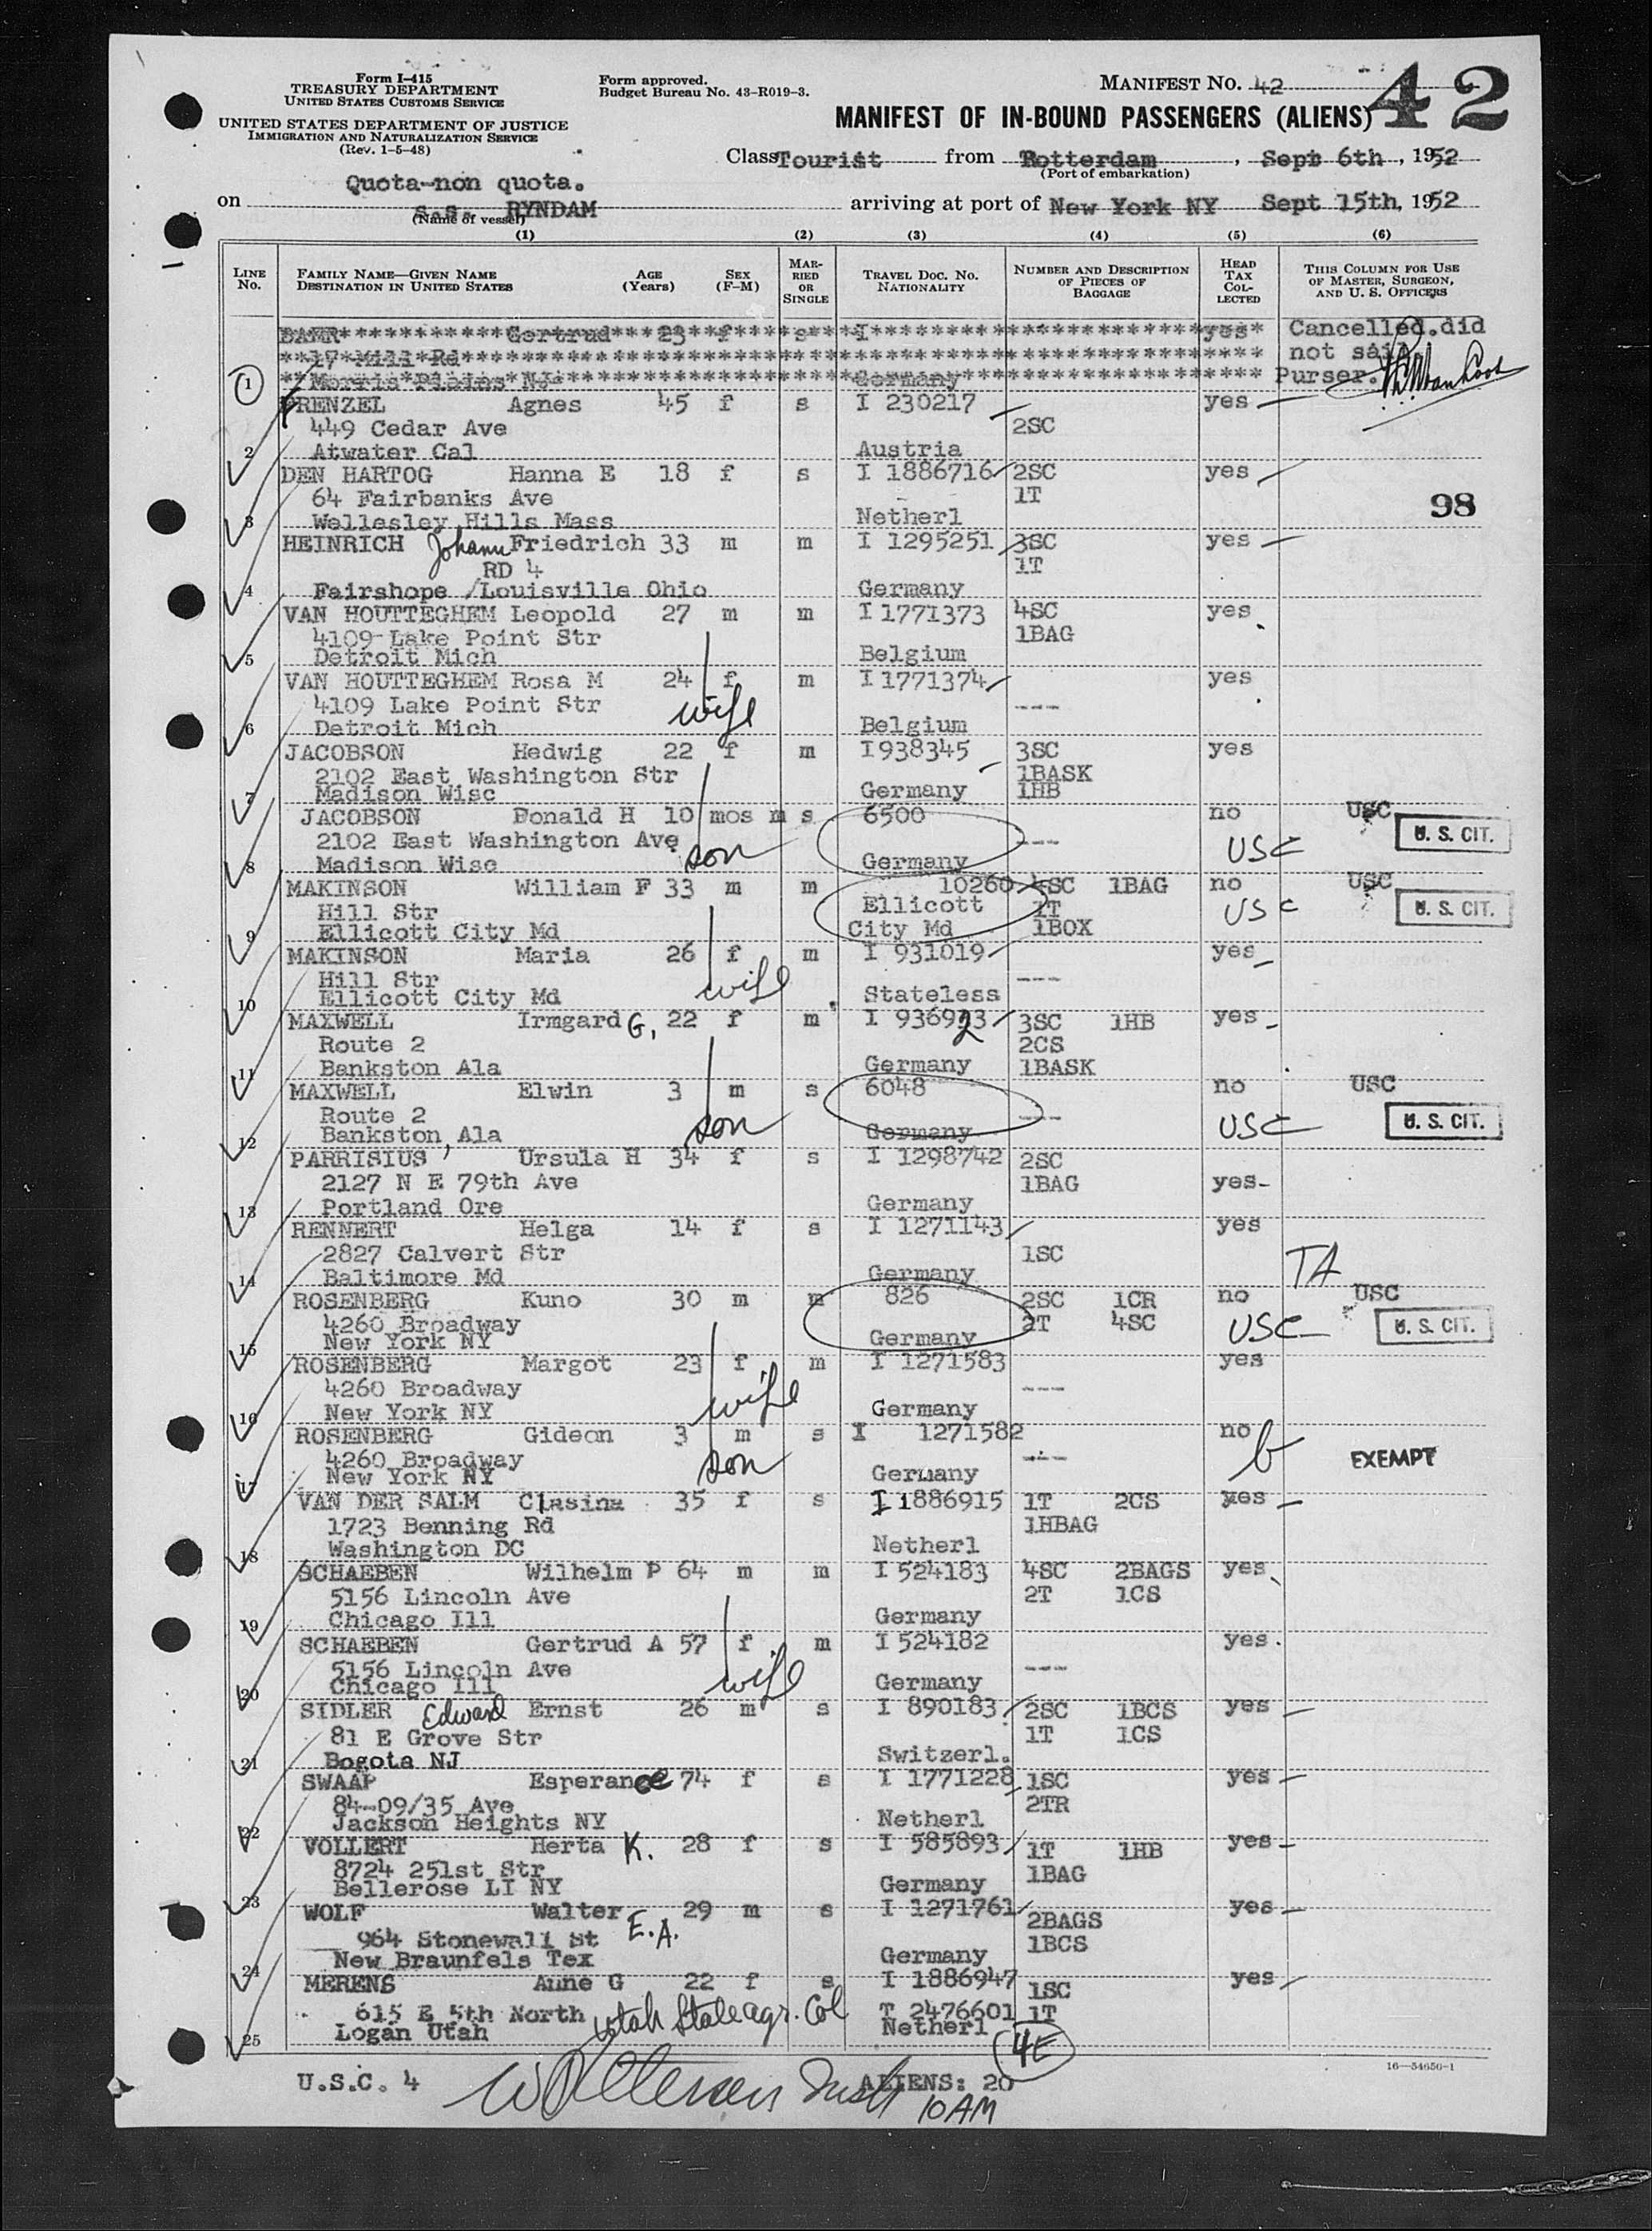 Form I-415
TREASURY DEPARTMENT
UNITED STATES CUSTOMS SERVICE
UNITED STATES DEPARTMENT OF JUSTICE
IMMIGRATION AND NATURALIZATION SERVICE
(Rev. 1-5-48)
Form approved.
Budget Bureau No. 43-R019-3.
MANIFEST NO. 42
42
MANIFEST OF IN-BOUND PASSENGERS (ALIENS)
Class Tourist from Rotterdam, Sept 6th, 1952
(Port of embarkation)
Quota-non quota.
on s.s. RYNDAM arriving at port of New York NY Sept 15th, 1952
(Name of vessel)
(1) (2) (3) (4) (5) (6)
LINE No. FAMILY NAME—GIVEN NAME DESTINATION IN UNITED STATES AGE (Years) SEX (F-M) MARRIED OR SINGLE TRAVEL DOC. NO. NATIONALITY NUMBER AND DESCRIPTION OF PIECES OF BAGGAGE HEAD TAX COLLECTED THIS COLUMN FOR USE OF MASTER, SURGEON, AND U. S. OFFICERS
Gertrud 23 f s I yes Cancelled.did
17 Mill Rd not sail
1 Morris Plains NJ Germany Purser.
FRENZEL Agnes 45 f s I 230217 yes
449 Cedar Ave 2SC
2 Atwater Cal Austria
DEN HARTOG Hanna E 18 f s I 1886716 2SC yes
64 Fairbanks Ave 1T
98
3 Wellesley Hills Mass Netherl
HEINRICH Johann Friedrich 33 m m I 1295251 3SC yes
RD 4 1T
4 Fairshope /Louisville Ohio Germany
VAN HOUTTEGHEM Leopold 27 m m I 1771373 4SC yes
4109 Lake Point Str 1BAG
5 Detroit Mich Belgium
VAN HOUTTEGHEM Rosa M 24 f m I 1771374 yes
4109 Lake Point Str wife ---
6 Detroit Mich Belgium
JACOBSON Hedwig 22 f m I938345 3SC yes
2102 East Washington Str 1BASK
7 Madison Wisc Germany 1HB
JACOBSON Donald H 10 mos m s 6500 no USC
2102 East Washington Ave son --- USC U. S. CIT.
8 Madison Wisc Germany
MAKINSON William F 33 m m 10260 4SC 1BAG no USC
Hill Str Ellicott 1T USC U. S. CIT.
9 Ellicott City Md City Md 1BOX
MAKINSON Maria 26 f m I 931019 yes
Hill Str wife ---
10 Ellicott City Md Stateless
MAXWELL Irmgard G. 22 f m I 936923 3SC 1HB yes
Route 2 2CS
11 Bankston Ala Germany 1BASK
MAXWELL Elwin 3 m s 6048 no USC
Route 2 son --- USC U. S. CIT.
12 Bankston, Ala Germany
PARRISIUS Ursula H 34 f s I 1298742 2SC
2127 N E 79th Ave 1BAG yes
13 Portland Ore Germany
RENNERT Helga 14 f s I 1271143 yes
2827 Calvert Str 1SC TA
14 Baltimore Md Germany
ROSENBERG Kuno 30 m m 826 2SC 1CR no USC
4260 Broadway 2T 4SC USC U. S. CIT.
15 New York NY Germany
ROSENBERG Margot 23 f m I 1271583 yes
4260 Broadway wife ---
16 New York NY Germany
ROSENBERG Gideon 3 m s I 1271582 no
4260 Broadway son --- b EXEMPT
17 New York NY Germany
VAN DER SALM Clasina 35 f s I 1886915 1T 2CS yes
1723 Benning Rd 1HBAG
18 Washington DC Netherl
SCHAEBEN Wilhelm P 64 m m I 524183 4SC 2BAGS yes
5156 Lincoln Ave 2T 1CS
19 Chicago Ill Germany
SCHAEBEN Gertrud A 57 f m I 524182 yes
5156 Lincoln Ave wife ---
20 Chicago Ill Germany
SIDLER Edward Ernst 26 m s I 890183 2SC 1BCS yes
81 E Grove Str 1T 1CS
21 Bogota NJ Switzerl.
SWAAP Esperance 74 f s I 1771228 1SC yes
84-09/35 Ave 2TR
22 Jackson Heights NY Netherl
VOLLERT Herta K. 28 f s I 585893 1T 1HB yes
8724 251st Str 1BAG
23 Bellerose LI NY Germany
WOLF Walter E.A. 29 m s I 1271761 2BAGS yes
964 Stonewall St 1BCS
24 New Braunfels Tex Germany
MERENS Anne G 22 f s I 1886947 1SC yes
615 E 5th North Utah State agr. Col T 2476601 1T
25 Logan Utah Netherl
4E
16—54650-1
U.S.C. 4 ALIENS: 20
10 AM